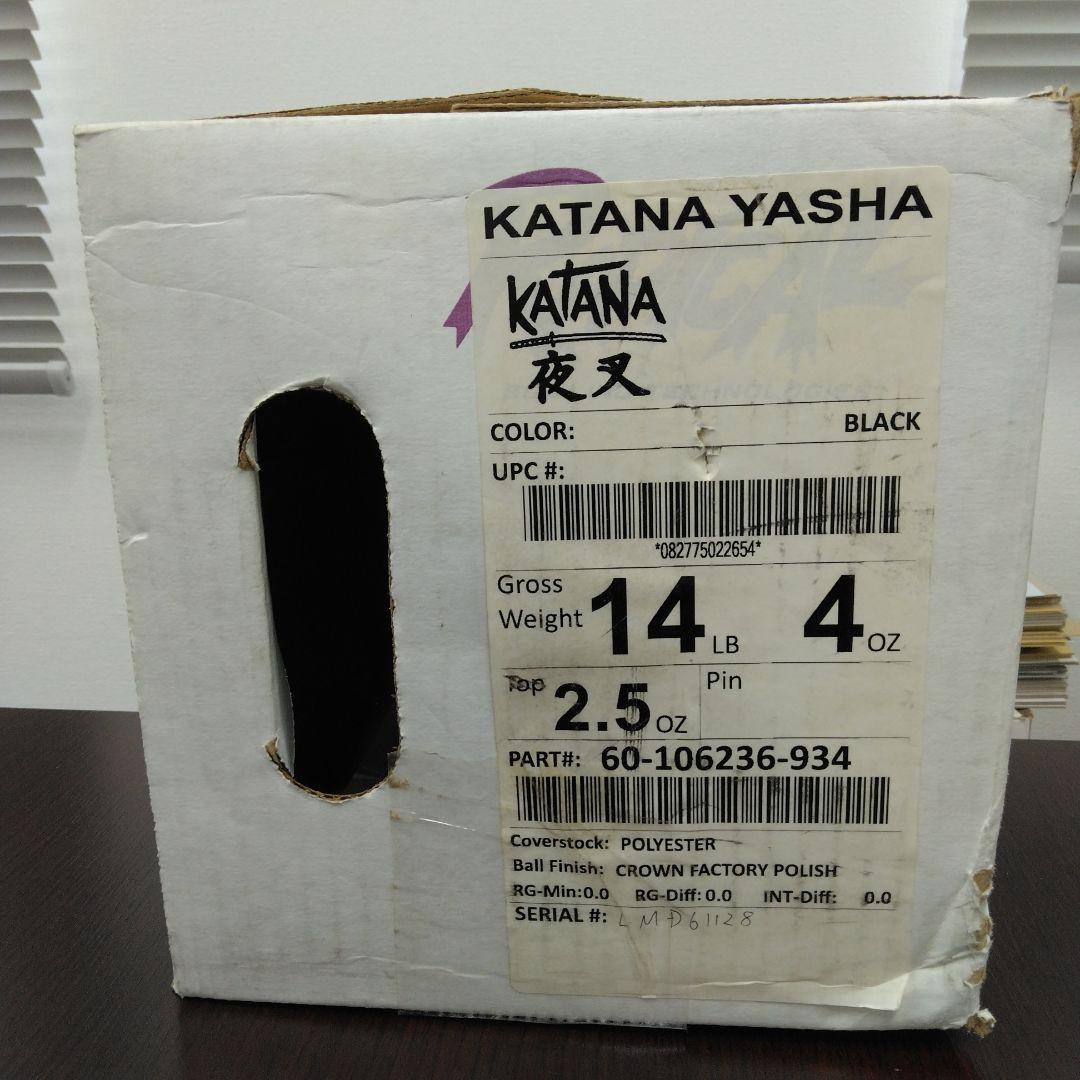 KATANA YASHA
KATANA
夜叉
COLOR: BLACK
UPC #:
*082775022654*
Gross
Weight 14 LB 4 OZ
Top 2.5 OZ Pin
PART#: 60-106236-934
Coverstock: POLYESTER
Ball Finish: CROWN FACTORY POLISH
RG-Min:0.0 RG-Diff: 0.0 INT-Diff: 0.0
SERIAL #: LMD61128